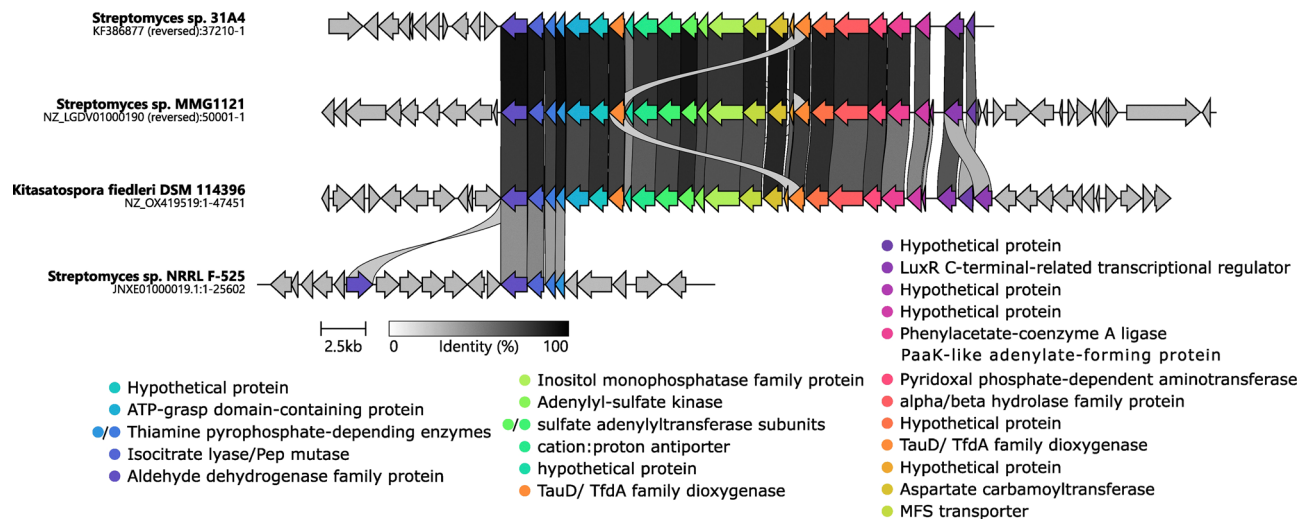 Streptomyces sp. 31A4
KF386877 (reversed):37210-1
Streptomyces sp. MMG1121
NZ_LGDV01000190 (reversed):50001-1
Kitasatospora fiedleri DSM 114396
NZ_OX419519:1-47451
Streptomyces sp. NRRL F-525
JNXE01000019.1:1-25602
2.5kb
0 Identity (%) 100
Hypothetical protein
ATP-grasp domain-containing protein
/ Thiamine pyrophosphate-depending enzymes
Isocitrate lyase/Pep mutase
Aldehyde dehydrogenase family protein
Inositol monophosphatase family protein
Adenylyl-sulfate kinase
/ sulfate adenylyltransferase subunits
cation:proton antiporter
hypothetical protein
TauD/ TfdA family dioxygenase
Hypothetical protein
LuxR C-terminal-related transcriptional regulator
Hypothetical protein
Hypothetical protein
Phenylacetate-coenzyme A ligase
PaaK-like adenylate-forming protein
Pyridoxal phosphate-dependent aminotransferase
alpha/beta hydrolase family protein
Hypothetical protein
TauD/ TfdA family dioxygenase
Hypothetical protein
Aspartate carbamoyltransferase
MFS transporter